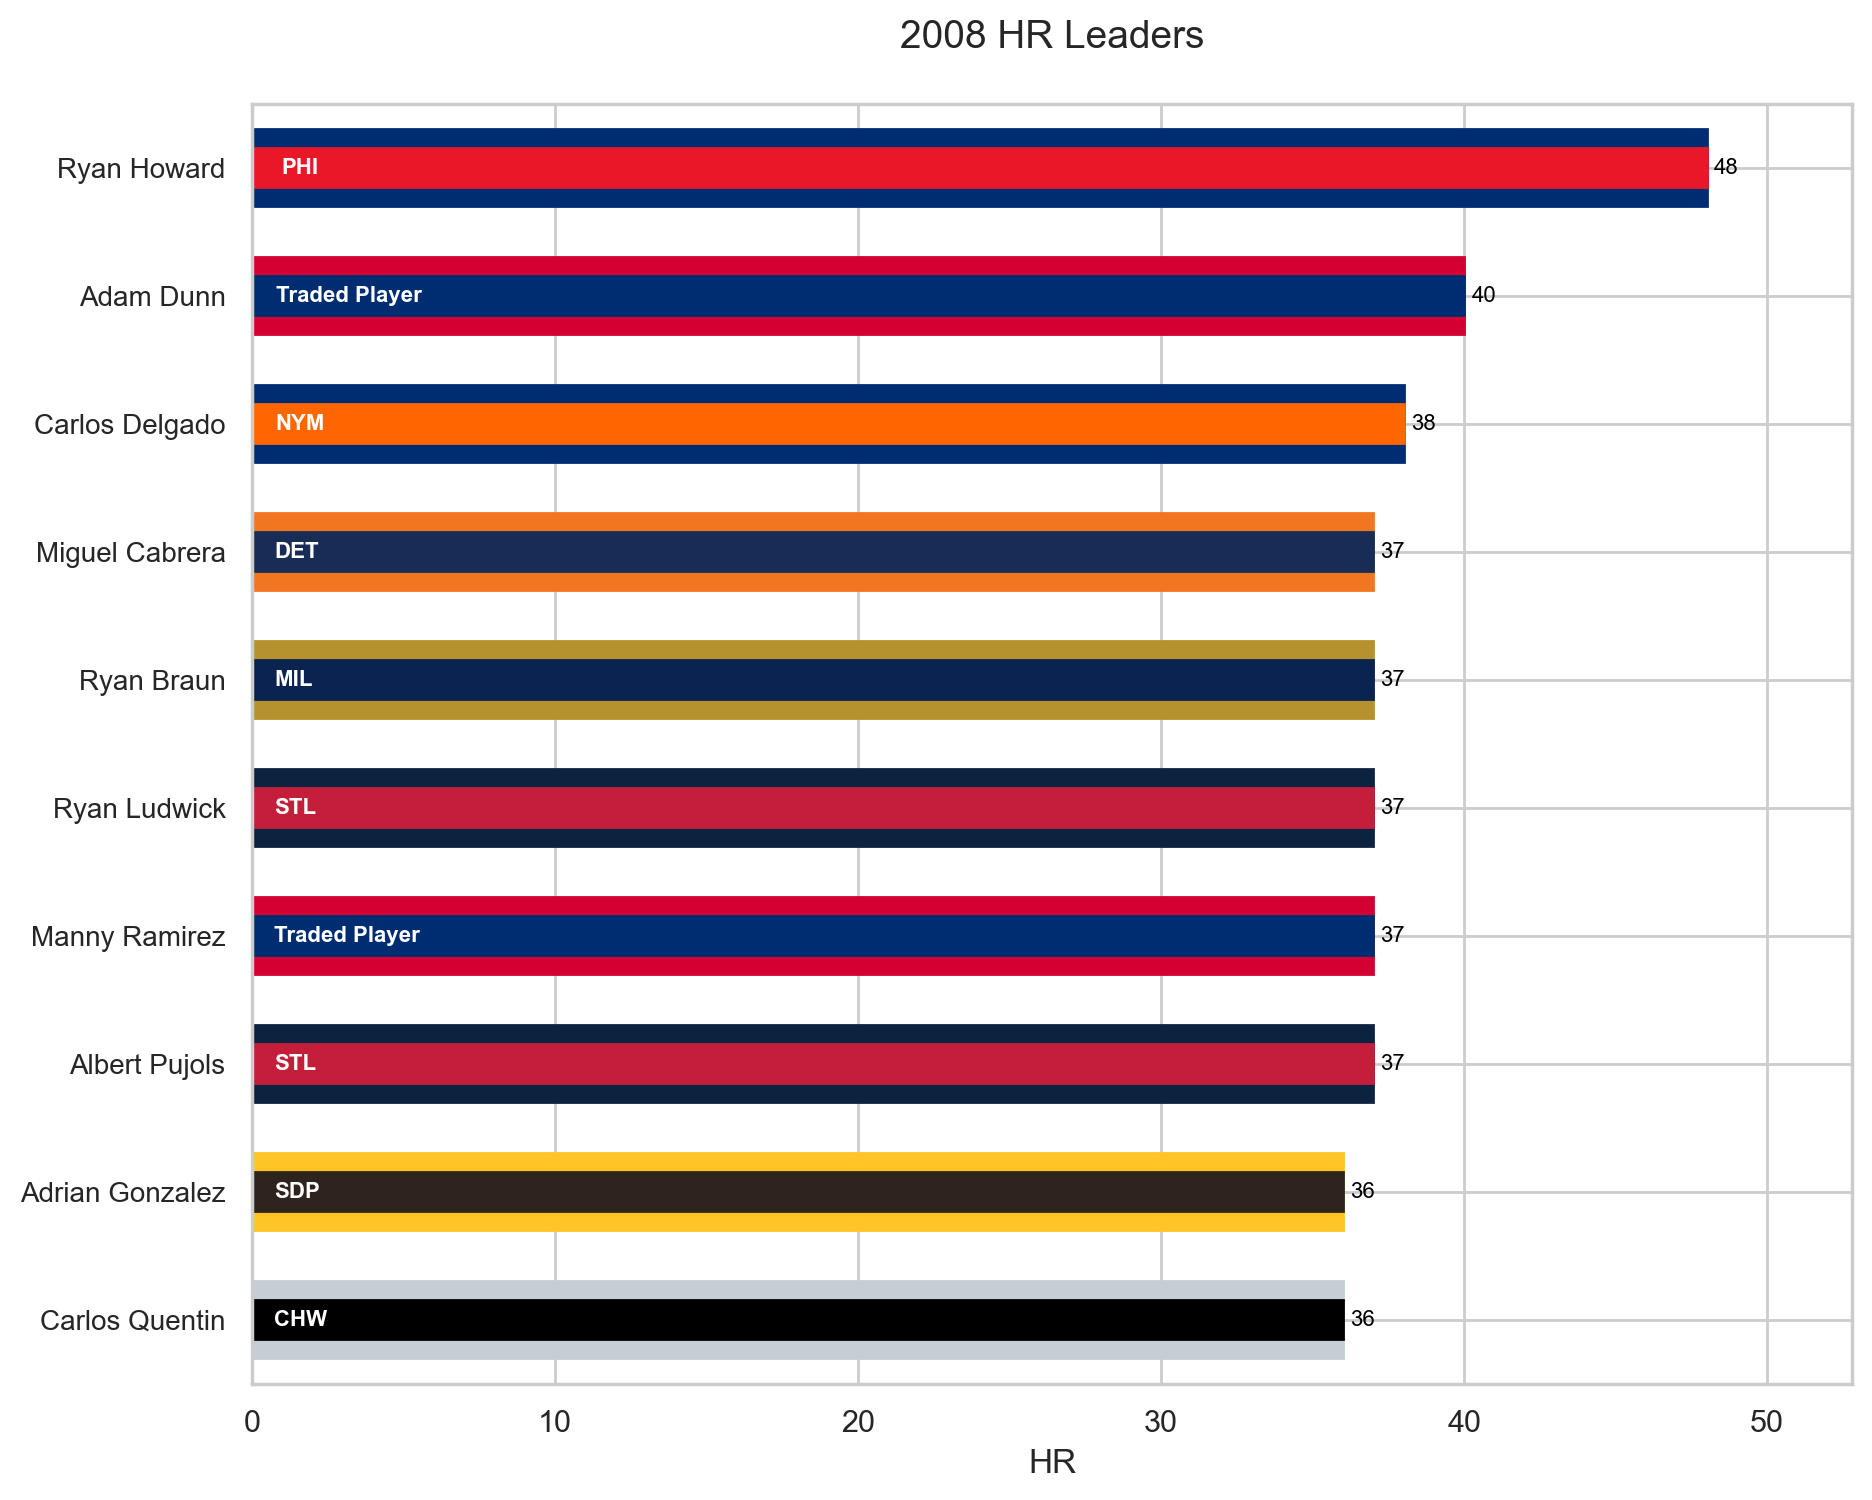 2008 HR Leaders
Ryan Howard PHI 48
Adam Dunn Traded Player 40
Carlos Delgado NYM 38
Miguel Cabrera DET 37
Ryan Braun MIL 37
Ryan Ludwick STL 37
Manny Ramirez Traded Player 37
Albert Pujols STL 37
Adrian Gonzalez SDP 36
Carlos Quentin CHW 36
0 10 20 30 40 50
HR